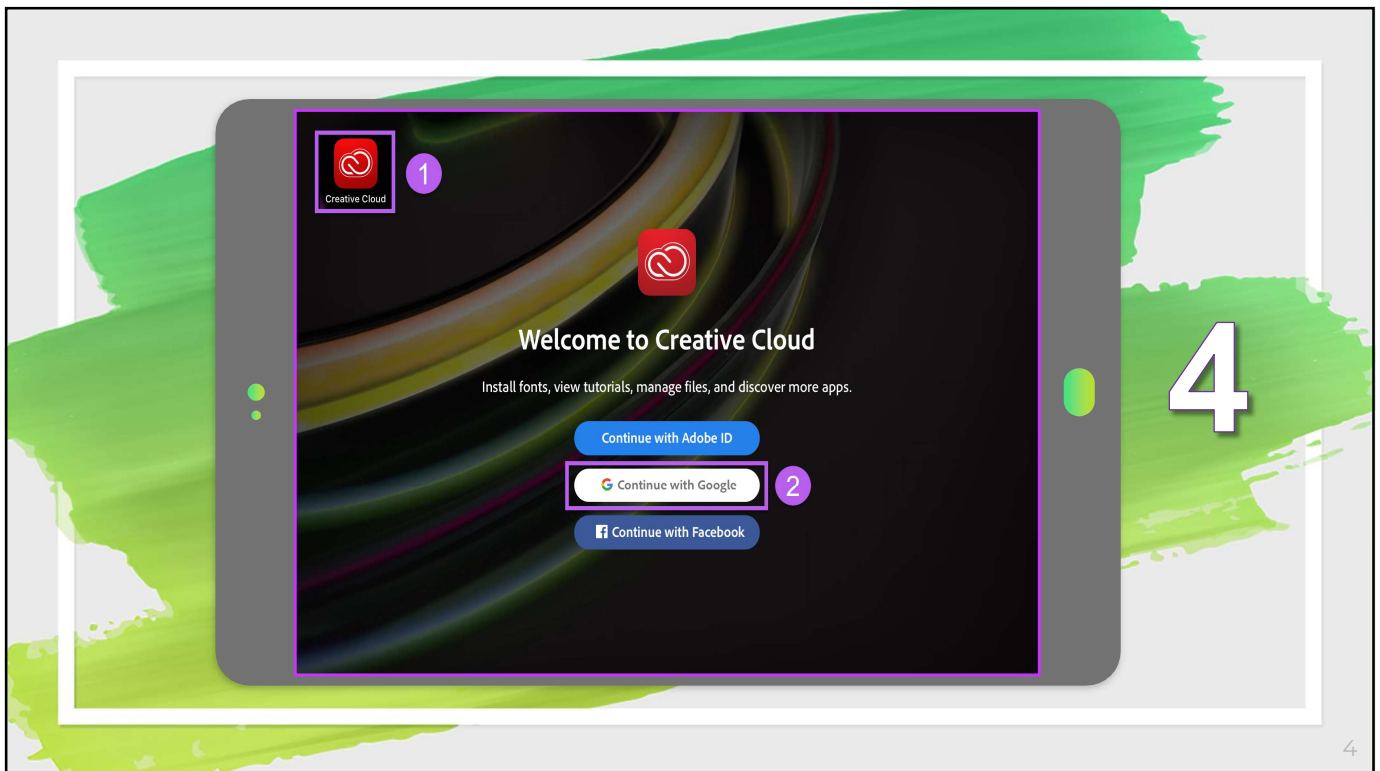 Creative Cloud
1
Welcome to Creative Cloud
Install fonts, view tutorials, manage files, and discover more apps.
Continue with Adobe ID
G Continue with Google
2
f Continue with Facebook
4
4